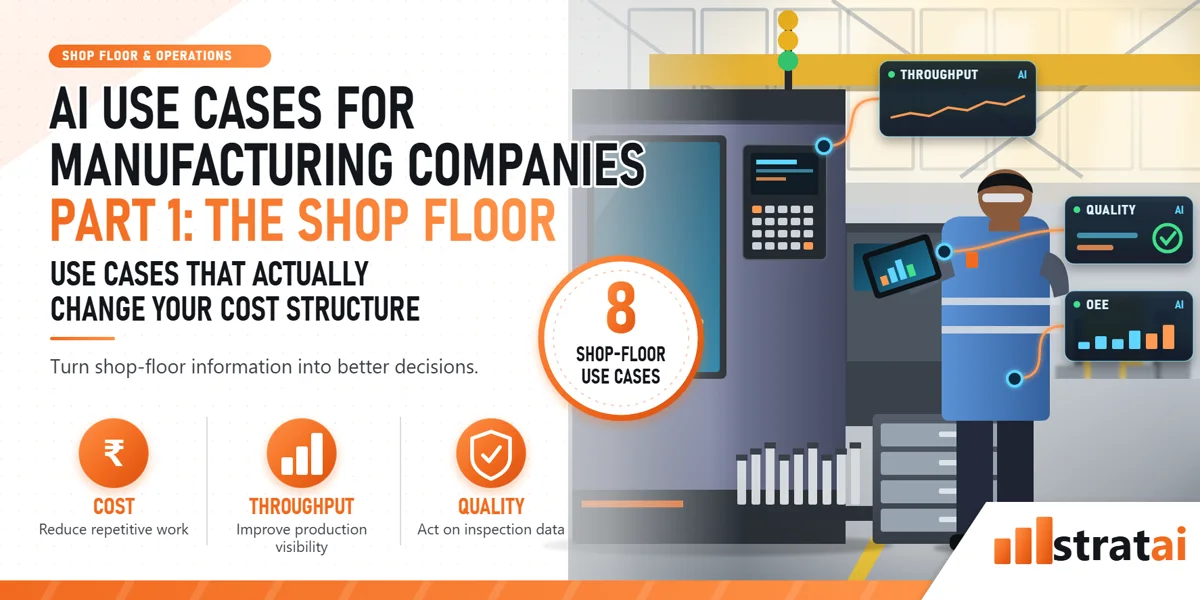 SHOP FLOOR & OPERATIONS
AI USE CASES FOR
MANUFACTURING COMPANIES
PART 1: THE SHOP FLOOR
USE CASES THAT ACTUALLY
CHANGE YOUR COST STRUCTURE
Turn shop-floor information into better decisions.
₹
COST
Reduce repetitive work
THROUGHPUT
Improve production
visibility
QUALITY
Act on inspection data
8
SHOP-FLOOR
USE CASES
THROUGHPUT AI
QUALITY AI
OEE AI
stratai